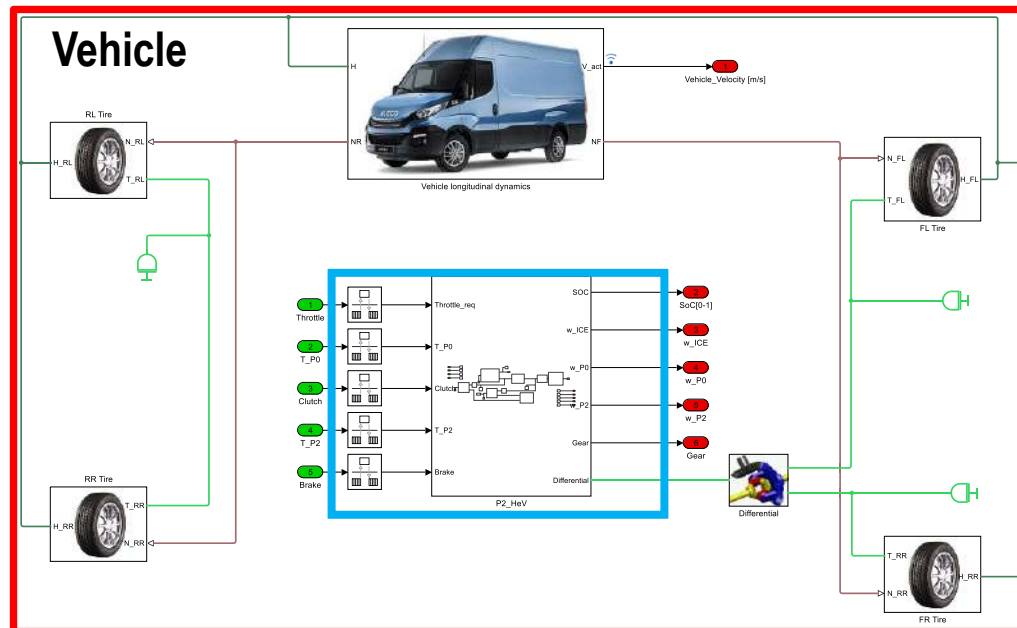 Vehicle
H
V_act
1
Vehicle_Velocity [m/s]
NR
NF
Vehicle longitudinal dynamics
RL Tire
N_RL
H_RL
T_RL
N_FL
H_FL
T_FL
FL Tire
1
Throttle
Throttle_req
SOC
2
SoC[0-1]
2
T_P0
T_P0
w_ICE
3
w_ICE
3
Clutch
Clutch
w_P0
4
w_P0
4
T_P2
T_P2
w_P2
5
w_P2
5
Brake
Brake
Gear
6
Gear
Differential
P2_HeV
Differential
RR Tire
T_RR
H_RR
N_RR
T_RR
H_RR
N_RR
FR Tire